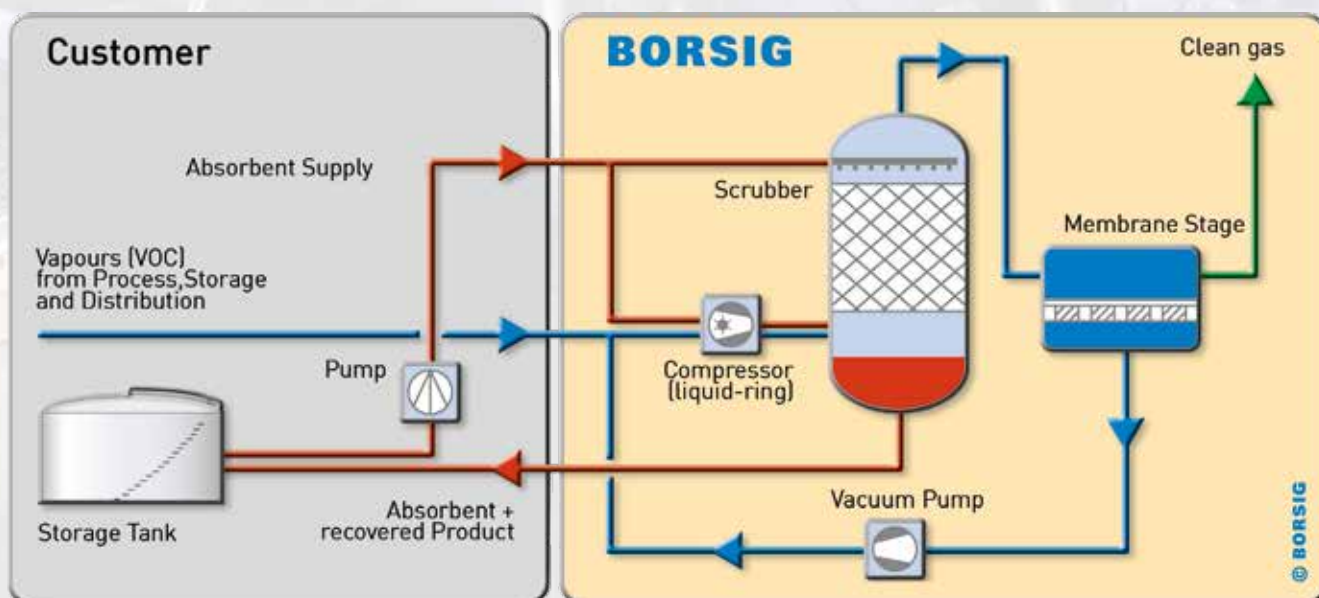 Customer
BORSIG
Clean gas
Absorbent Supply
Scrubber
Membrane Stage
Vapours (VOC)
from Process,Storage
and Distribution
Pump
Compressor
(liquid-ring)
Storage Tank
Absorbent +
recovered Product
Vacuum Pump
© BORSIG